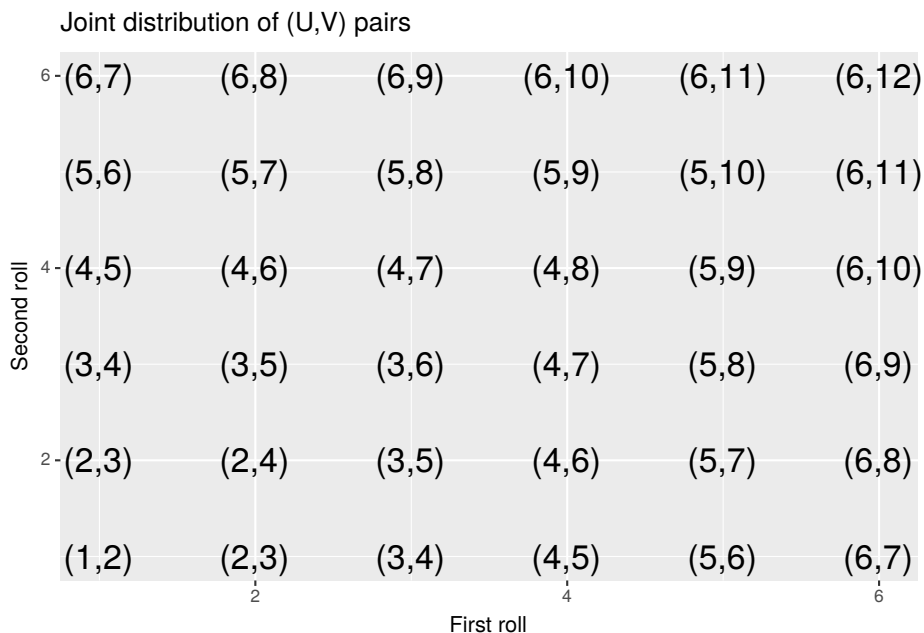 Joint distribution of (U,V) pairs
6 (6,7) (6,8) (6,9) (6,10) (6,11) (6,12)
(5,6) (5,7) (5,8) (5,9) (5,10) (6,11)
4 (4,5) (4,6) (4,7) (4,8) (5,9) (6,10)
Second roll
(3,4) (3,5) (3,6) (4,7) (5,8) (6,9)
2 (2,3) (2,4) (3,5) (4,6) (5,7) (6,8)
(1,2) (2,3) (3,4) (4,5) (5,6) (6,7)
2 4 6
First roll